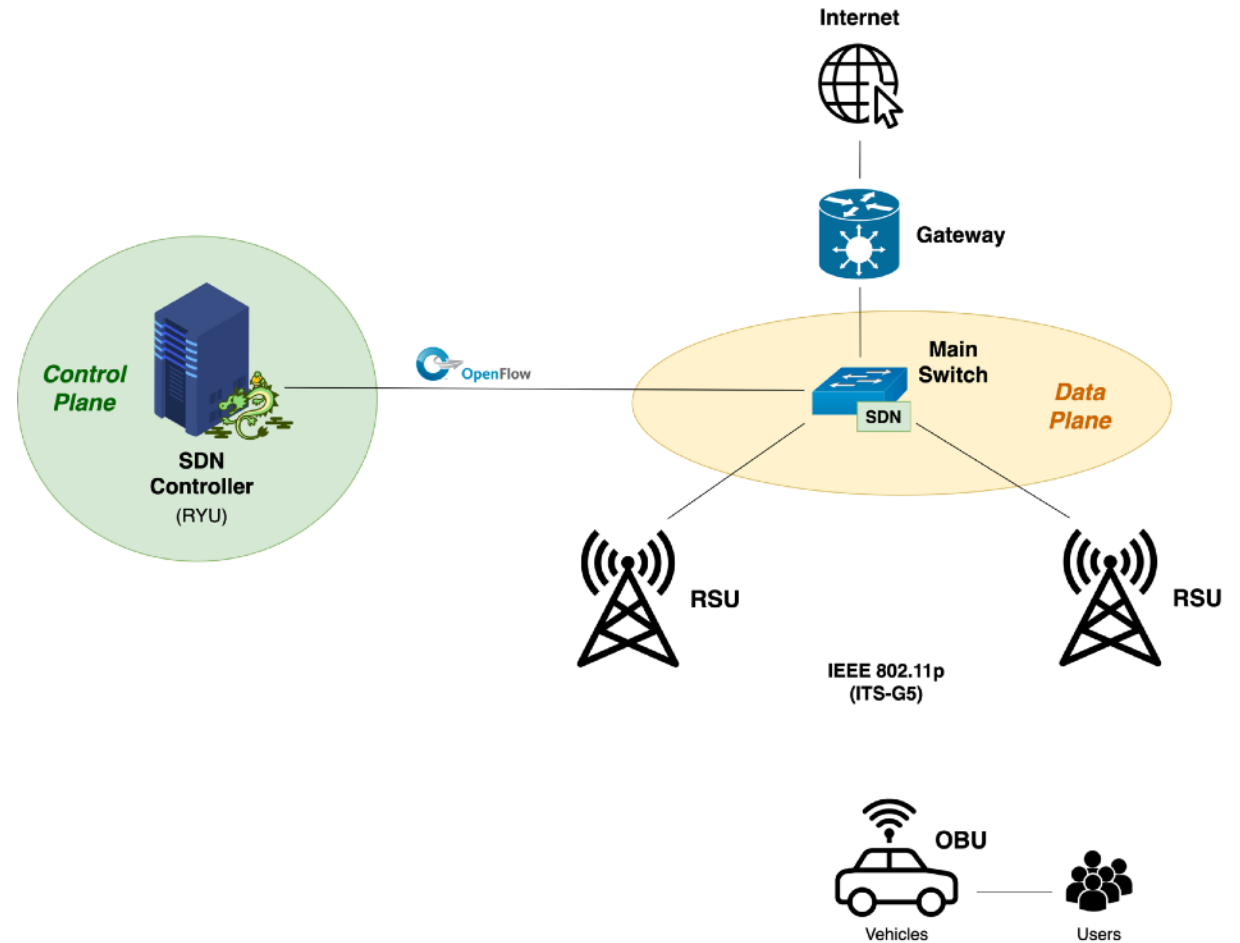 Internet
Gateway
Main
Switch
Control
Plane
OpenFlow
Data
Plane
SDN
SDN
Controller
(RYU)
RSU
RSU
IEEE 802.11p
(ITS-G5)
OBU
Vehicles
Users